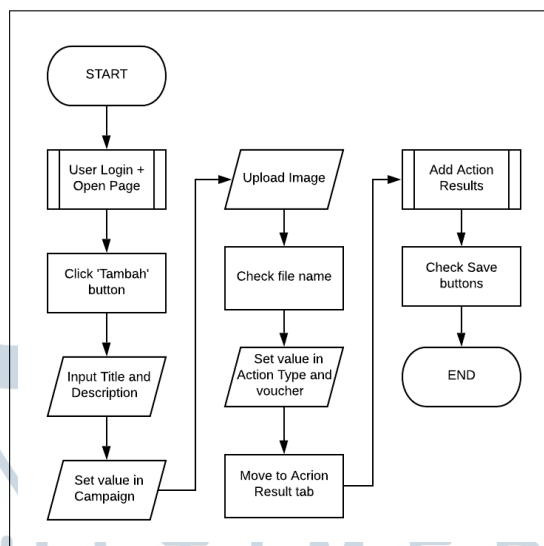 START
User Login +
Open Page
Click 'Tambah'
button
Input Title and
Description
Set value in
Campaign
Upload Image
Check file name
Set value in
Action Type and
voucher
Move to Acrion
Result tab
Add Action
Results
Check Save
buttons
END